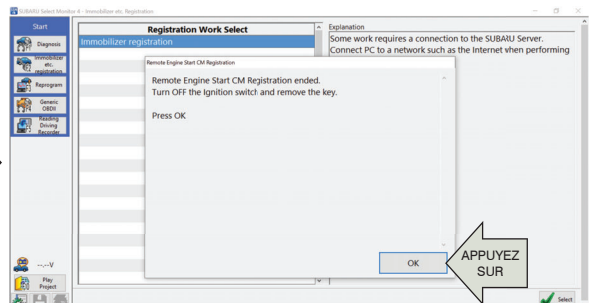 SUBARU Select Monitor 4 - Immobilizer etc. Registration
Start
Diagnosis
Immobilizer
etc.
registration
Reprogram
Generic
OBDII
Reading
Driving
Recorder
--.--V
Play
Project
Registration Work Select
Immobilizer registration
Explanation
Some work requires a connection to the SUBARU Server.
Connect PC to a network such as the Internet when performing
Remote Engine Start CM Registration
Remote Engine Start CM Registration ended.
Turn OFF the Ignition switch and remove the
key.
Press OK
OK
APPUYEZ
SUR
Select